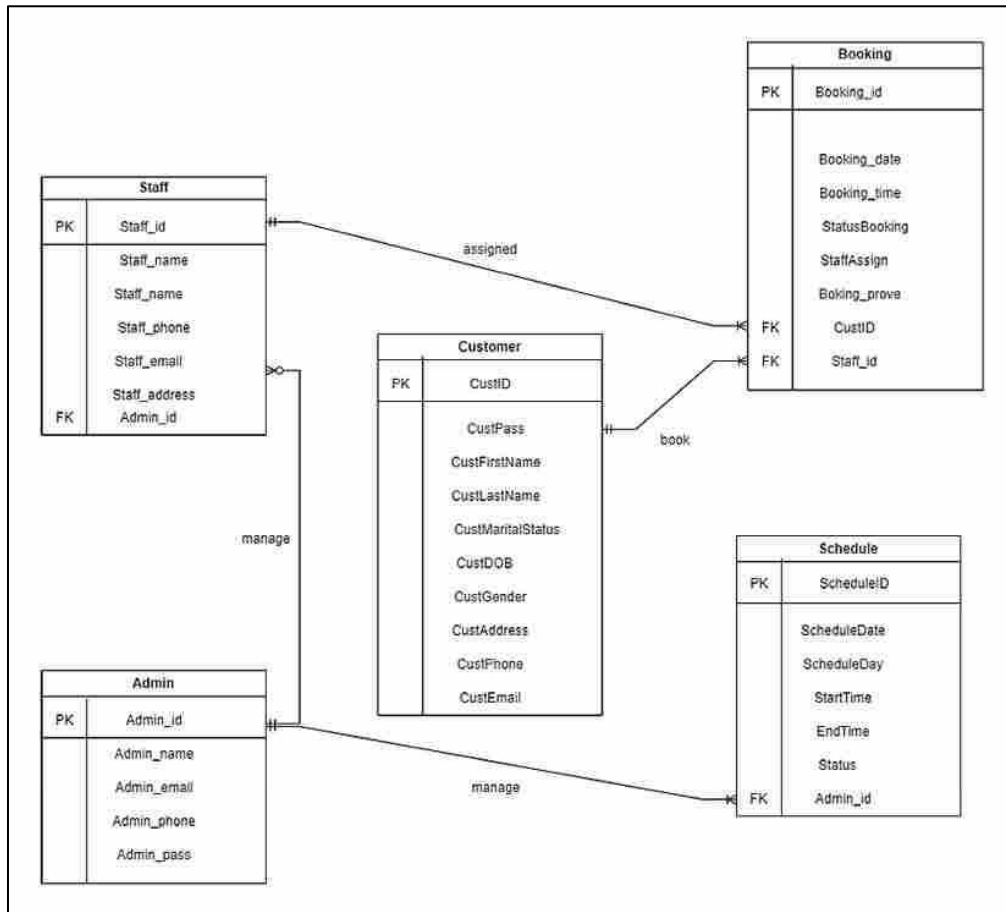 Booking
PK Booking_id
Booking_date
Booking_time
StatusBooking
StaffAssign
Boking_prove
FK CustID
FK Staff_id
Staff
PK Staff_id
Staff_name
Staff_name
Staff_phone
Staff_email
Staff_address
FK Admin_id
assigned
Customer
PK CustID
CustPass
CustFirstName
CustLastName
CustMaritalStatus
CustDOB
CustGender
CustAddress
CustPhone
CustEmail
book
manage
Schedule
PK ScheduleID
ScheduleDate
ScheduleDay
StartTime
EndTime
Status
FK Admin_id
Admin
PK Admin_id
Admin_name
Admin_email
Admin_phone
Admin_pass
manage